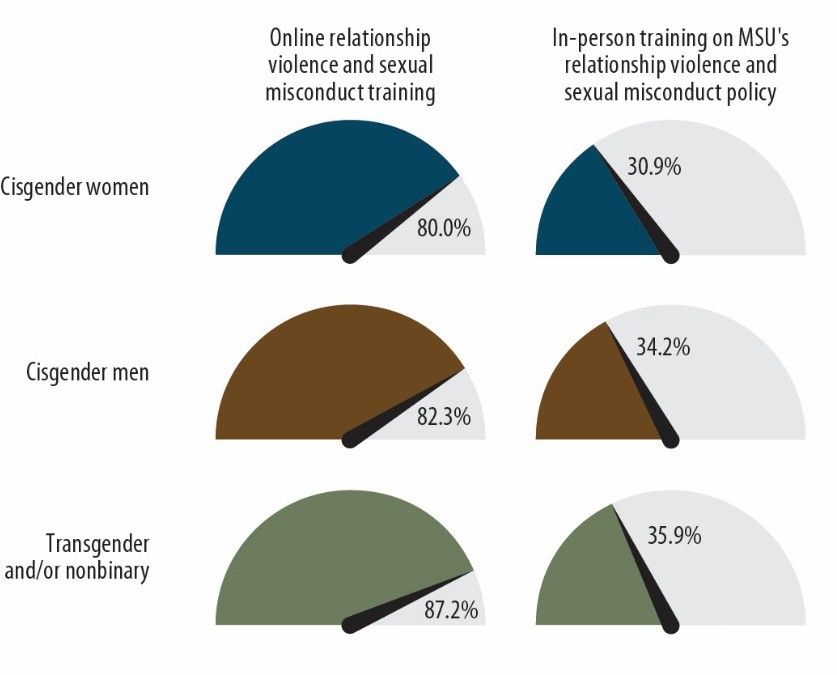 Online relationship
violence and sexual
misconduct training
In-person training on MSU's
relationship violence and
sexual misconduct policy
Cisgender women
80.0%
30.9%
Cisgender men
82.3%
34.2%
Transgender
and/or nonbinary
87.2%
35.9%